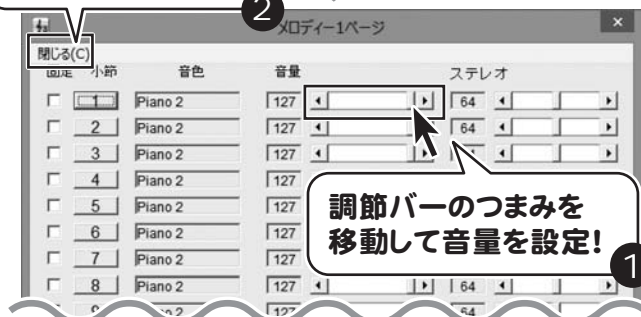 2
メロディー1ページ
×
閉じる(C)
固定 小節 音色 音量 ステレオ
1 Piano 2 127 64
2 Piano 2 127 64
3 Piano 2 127
4 Piano 2 127
5 Piano 2 127
6 Piano 2 127
7 Piano 2 127
8 Piano 2 127 64
調節バーのつまみを
移動して音量を設定!
1